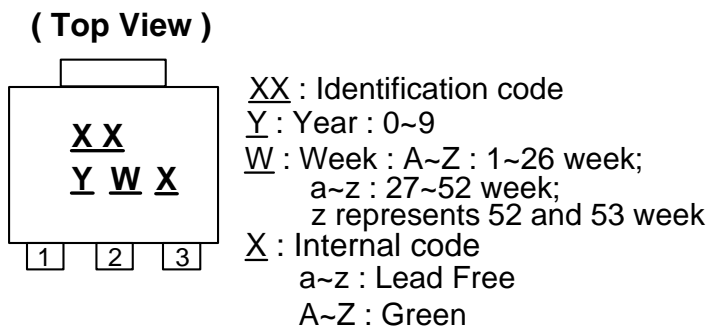 ( Top View )
XX : Identification code
Y : Year : 0~9
W : Week : A~Z : 1~26 week;
a~z : 27~52 week;
z represents 52 and 53 week
X : Internal code
a~z : Lead Free
A~Z : Green
X X
Y W X
1 2 3